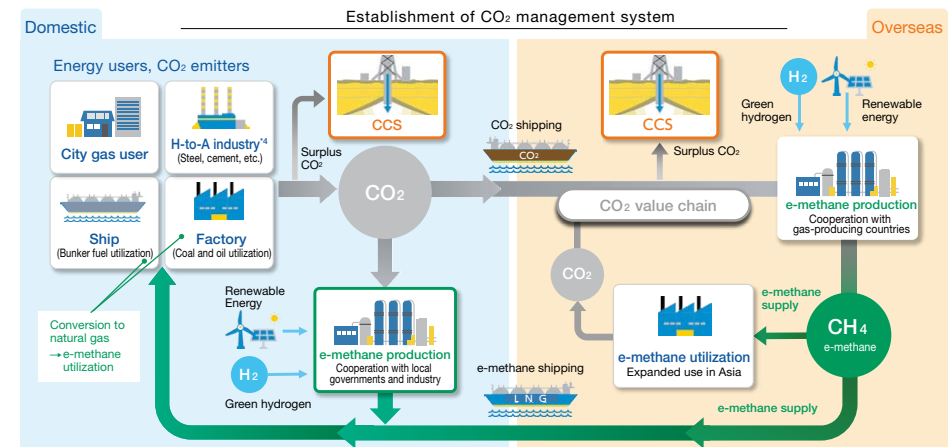 Establishment of CO₂ management system
Domestic
Overseas
Energy users, CO₂ emitters
City gas user
H-to-A industry*4
(Steel, cement, etc.)
Ship
(Bunker fuel utilization)
Factory
(Coal and oil utilization)
Conversion to
natural gas
→e-methane
utilization
Surplus
CO₂
CCS
CO₂
Renewable
Energy
H₂
Green hydrogen
e-methane production
Cooperation with local
governments and industry
CO₂ shipping
CO₂
e-methane shipping
LNG
CCS
Surplus CO₂
CO₂ value chain
CO₂
H₂
Green
hydrogen
Renewable
energy
e-methane production
Cooperation with
gas-producing countries
e-methane utilization
Expanded use in Asia
e-methane
supply
CH₄
e-methane
e-methane supply